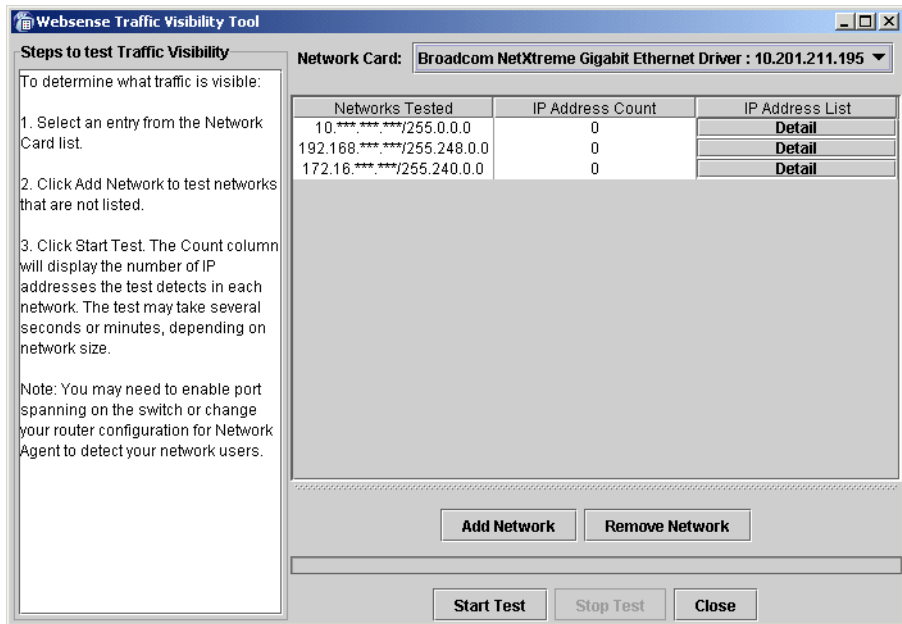 Websense Traffic Visibility Tool
Steps to test Traffic Visibility
To determine what traffic is visible:
1. Select an entry from the Network
Card list.
2. Click Add Network to test networks
that are not listed.
3. Click Start Test. The Count column
will display the number of IP
addresses the test detects in each
network. The test may take several
seconds or minutes, depending on
network size.
Note: You may need to enable port
spanning on the switch or change
your router configuration for Network
Agent to detect your network users.
Network Card: Broadcom NetXtreme Gigabit Ethernet Driver : 10.201.211.195
Networks Tested IP Address Count IP Address List
10.***.***.***/255.0.0.0 0 Detail
192.168.***.***/255.248.0.0 0 Detail
172.16.***.***/255.240.0.0 0 Detail
Add Network Remove Network
Start Test Stop Test Close